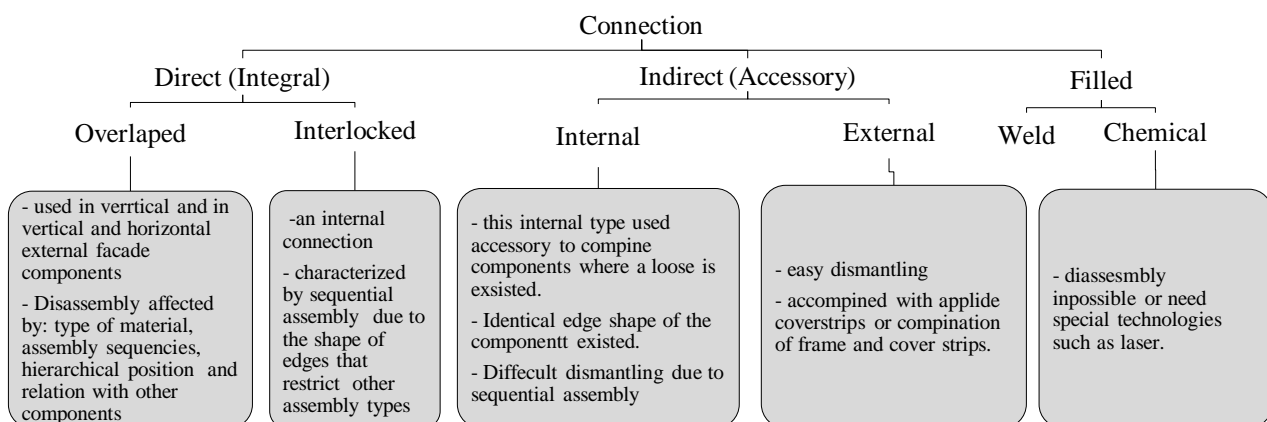 Connection
Direct (Integral)
Indirect (Accessory)
Filled
Overlaped
Interlocked
Internal
External
Weld
Chemical
- used in verrtical and in
vertical and horizontal
external facade
components
- Disassembly affected
by: type of material,
assembly sequencies,
hierarchical position and
relation with other
components
-an internal
connection
- characterized
by sequential
assembly due to
the shape of
edges that
restrict other
assembly types
- this internal type used
accessory to compine
components where a loose is
exsisted.
- Identical edge shape of the
componentt existed.
- Diffecult dismantling due to
sequential assembly
- easy dismantling
- accompined with applide
coverstrips or compination
of frame and cover strips.
- diassesmbly
inpossible or need
special technologies
such as laser.